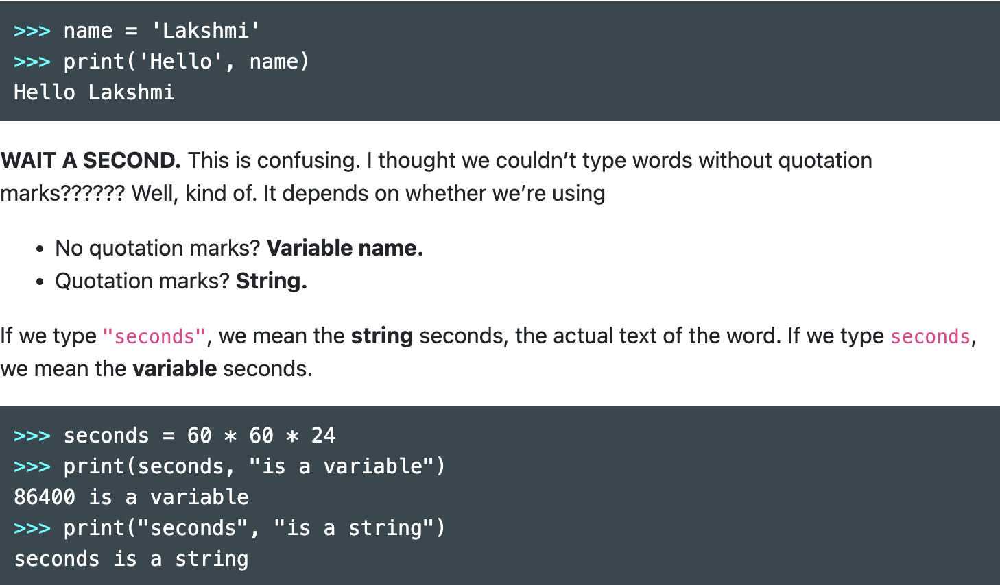 >>> name = 'Lakshmi'
>>> print('Hello', name)
Hello Lakshmi
WAIT A SECOND. This is confusing. I thought we couldn’t type words without quotation
marks?????? Well, kind of. It depends on whether we’re using
• No quotation marks? Variable name.
• Quotation marks? String.
If we type "seconds", we mean the string seconds, the actual text of the word. If we type seconds,
we mean the variable seconds.
>>> seconds = 60 * 60 * 24
>>> print(seconds, "is a variable")
86400 is a variable
>>> print("seconds", "is a string")
seconds is a string